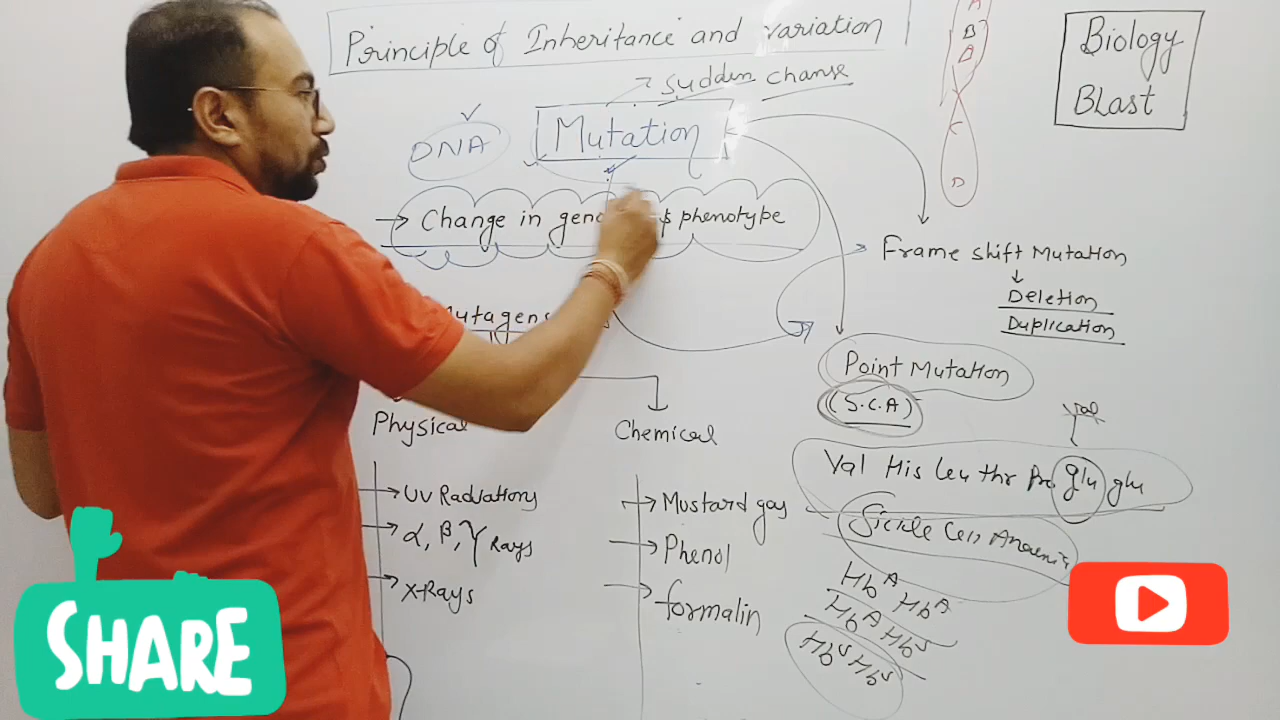 Principle of Inheritance and variation
Biology
Blast
sudden change
Mutation
DNA
A
B
A
C
D
→ Change in geno & phenotype
Frame shift Mutation
Deletion
Duplication
Mutagens
Point Mutation
(S.C.A)
Physical
Chemical
Val
Val His leu thr Pro glu glu
UV Radiations
α, β, γ Rays
X-Rays
Mustard gas
Phenol
formalin
Sickle Cell Anaemia
Hb^A Hb^A
Hb^A Hb^s
Hb^s Hb^s
SHARE